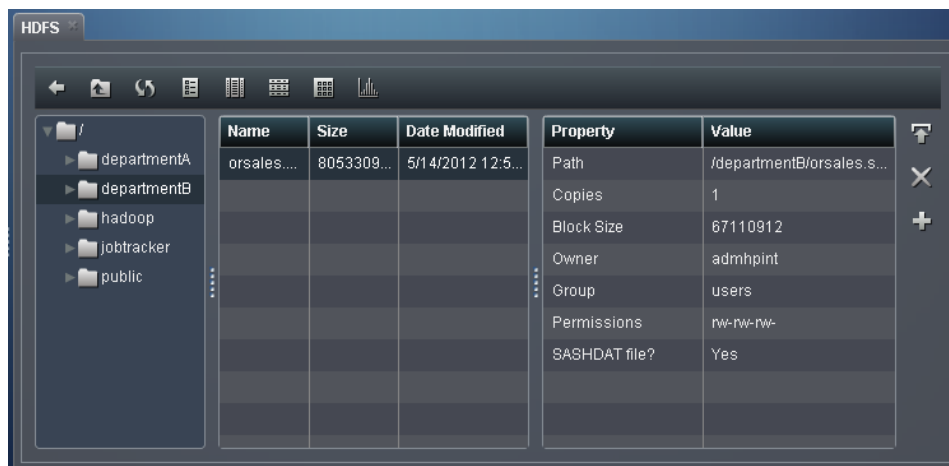 HDFS
/
departmentA
departmentB
hadoop
jobtracker
public
Name Size Date Modified
orsales.... 8053309... 5/14/2012 12:5...
Property Value
Path /departmentB/orsales.s...
Copies 1
Block Size 67110912
Owner admhpint
Group users
Permissions rw-rw-rw-
SASHDAT file? Yes